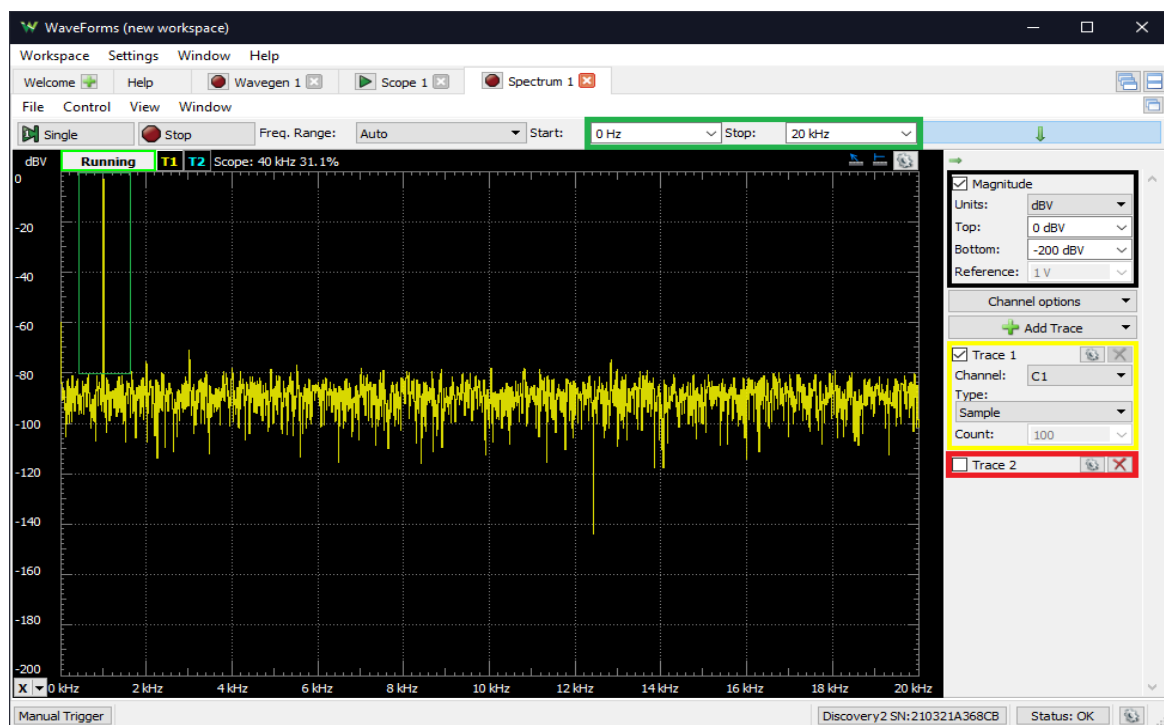 WaveForms (new workspace)
Workspace Settings Window Help
Welcome Help Wavegen 1 Scope 1 Spectrum 1
File Control View Window
Single Stop Freq. Range: Auto Start: 0 Hz Stop: 20 kHz
dBV Running T1 T2 Scope: 40 kHz 31.1%
0
-20
-40
-60
-80
-100
-120
-140
-160
-180
-200
X 0 kHz 2 kHz 4 kHz 6 kHz 8 kHz 10 kHz 12 kHz 14 kHz 16 kHz 18 kHz 20 kHz
Magnitude
Units: dBV
Top: 0 dBV
Bottom: -200 dBV
Reference: 1 V
Channel options
Add Trace
Trace 1
Channel: C1
Type:
Sample
Count: 100
Trace 2
Manual Trigger Discovery2 SN:210321A368CB Status: OK